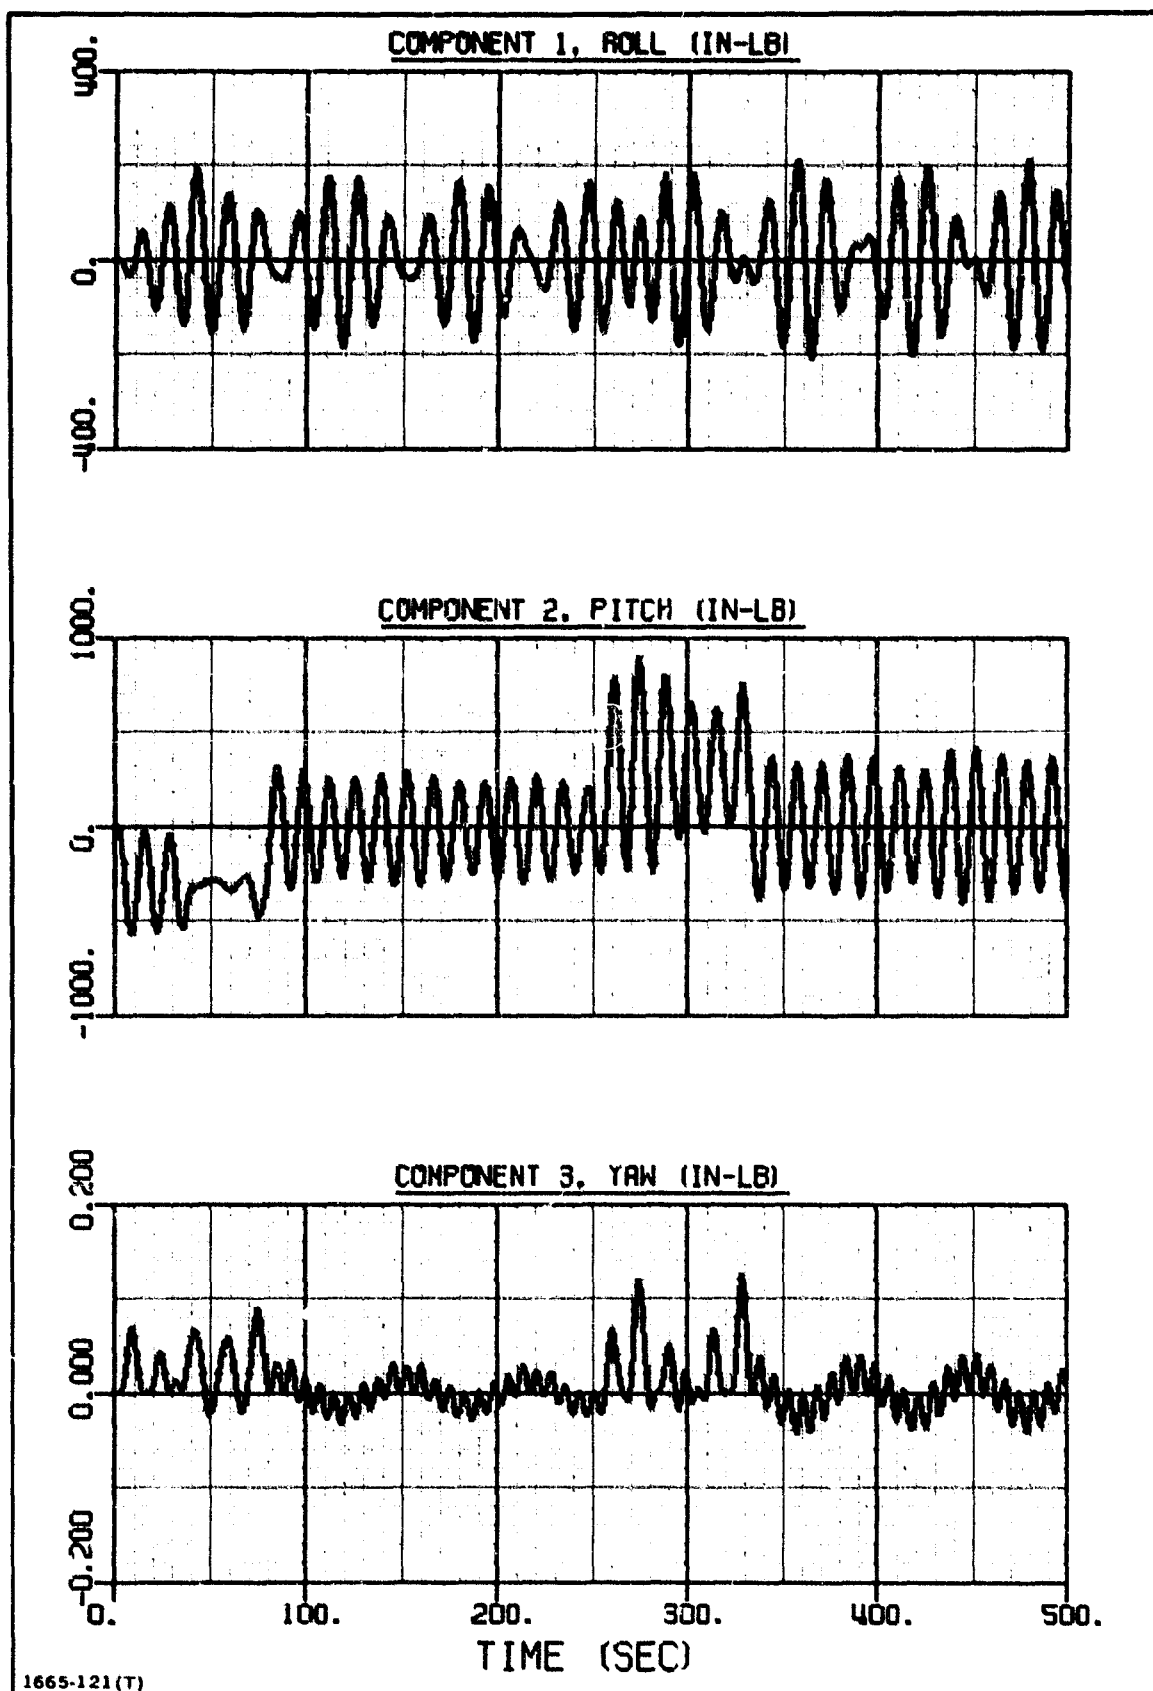 COMPONENT 1, ROLL (IN-LB)
400.
0.
-400.
COMPONENT 2, PITCH (IN-LB)
1000.
0.
-1000.
COMPONENT 3, YAW (IN-LB)
0.200
0.000
-0.200
0. 100. 200. 300. 400. 500.
TIME (SEC)
1665-121(T)